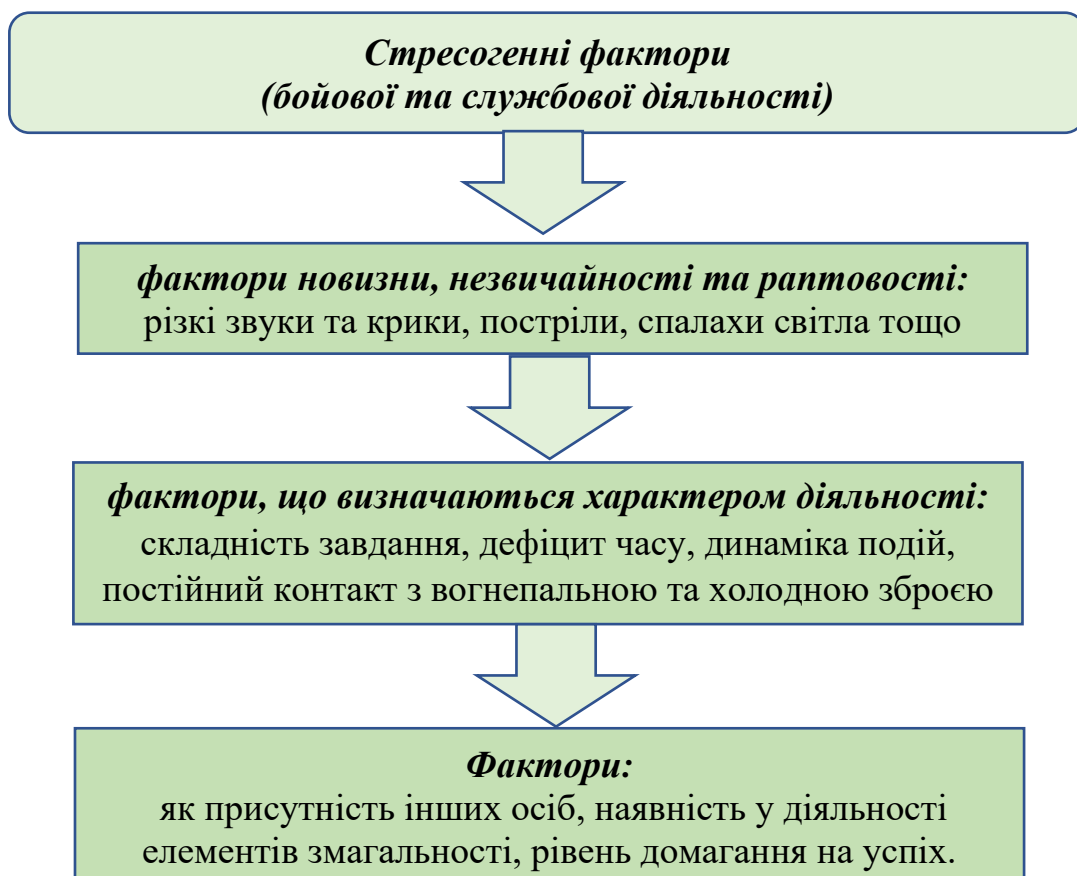 Стресогенні фактори
(бойової та службової діяльності)
фактори новизни, незвичайності та раптовості:
різкі звуки та крики, постріли, спалахи світла тощо
фактори, що визначаються характером діяльності:
складність завдання, дефіцит часу, динаміка подій,
постійний контакт з вогнепальною та холодною зброєю
Фактори:
як присутність інших осіб, наявність у діяльності
елементів змагальності, рівень домагання на успіх.